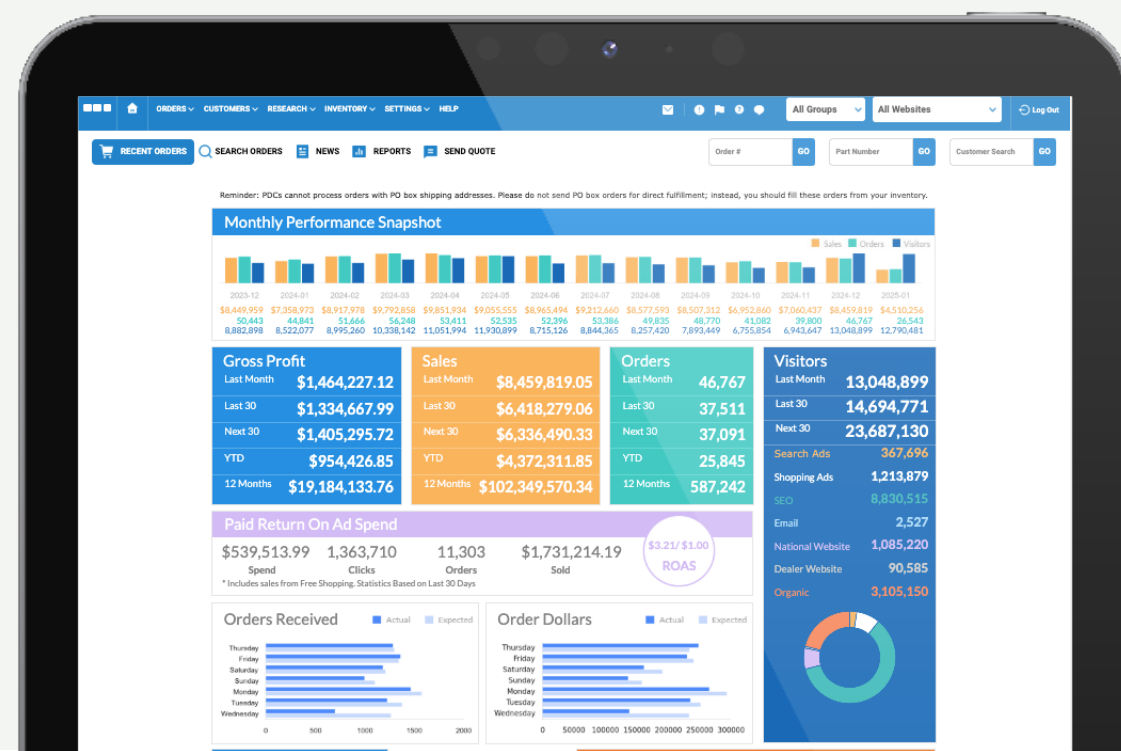 ORDERS CUSTOMERS RESEARCH INVENTORY SETTINGS HELP All Groups All Websites Log Out
RECENT ORDERS SEARCH ORDERS NEWS REPORTS SEND QUOTE Order # GO Part Number GO Customer Search GO
Reminder: PDCs cannot process orders with PO box shipping addresses. Please do not send PO box orders for direct fulfillment; instead, you should fill these orders from your inventory.
Monthly Performance Snapshot
Sales Orders Visitors
2023-12 2024-01 2024-02 2024-03 2024-04 2024-05 2024-06 2024-07 2024-08 2024-09 2024-10 2024-11 2024-12 2025-01
$8,449,959 $7,358,973 $8,917,978 $9,792,858 $9,851,934 $9,055,555 $8,965,494 $9,212,660 $8,577,593 $8,507,312 $6,952,860 $7,060,437 $8,459,819 $4,510,256
50,443 44,841 51,666 56,248 53,411 52,535 52,396 53,386 49,835 48,770 41,082 39,800 46,767 26,543
8,882,898 8,522,077 8,995,260 10,338,142 11,051,994 11,930,899 8,715,126 8,844,365 8,257,420 7,893,449 6,755,854 6,943,647 13,048,899 12,790,481
Gross Profit
Last Month $1,464,227.12
Last 30 $1,334,667.99
Next 30 $1,405,295.72
YTD $954,426.85
12 Months $19,184,133.76
Sales
Last Month $8,459,819.05
Last 30 $6,418,279.06
Next 30 $6,336,490.33
YTD $4,372,311.85
12 Months $102,349,570.34
Orders
Last Month 46,767
Last 30 37,511
Next 30 37,091
YTD 25,845
12 Months 587,242
Visitors
Last Month 13,048,899
Last 30 14,694,771
Next 30 23,687,130
Search Ads 367,696
Shopping Ads 1,213,879
SEO 8,830,515
Email 2,527
National Website 1,085,220
Dealer Website 90,585
Organic 3,105,150
Paid Return On Ad Spend
$539,513.99 1,363,710 11,303 $1,731,214.19
Spend Clicks Orders Sold
* Includes sales from Free Shopping. Statistics Based on Last 30 Days
$3.21/$1.00
ROAS
Orders Received Actual Expected
Thursday
Friday
Saturday
Sunday
Monday
Tuesday
Wednesday
0 500 1000 1500 2000
Order Dollars Actual Expected
Thursday
Friday
Saturday
Sunday
Monday
Tuesday
Wednesday
0 50000 100000 150000 200000 250000 300000